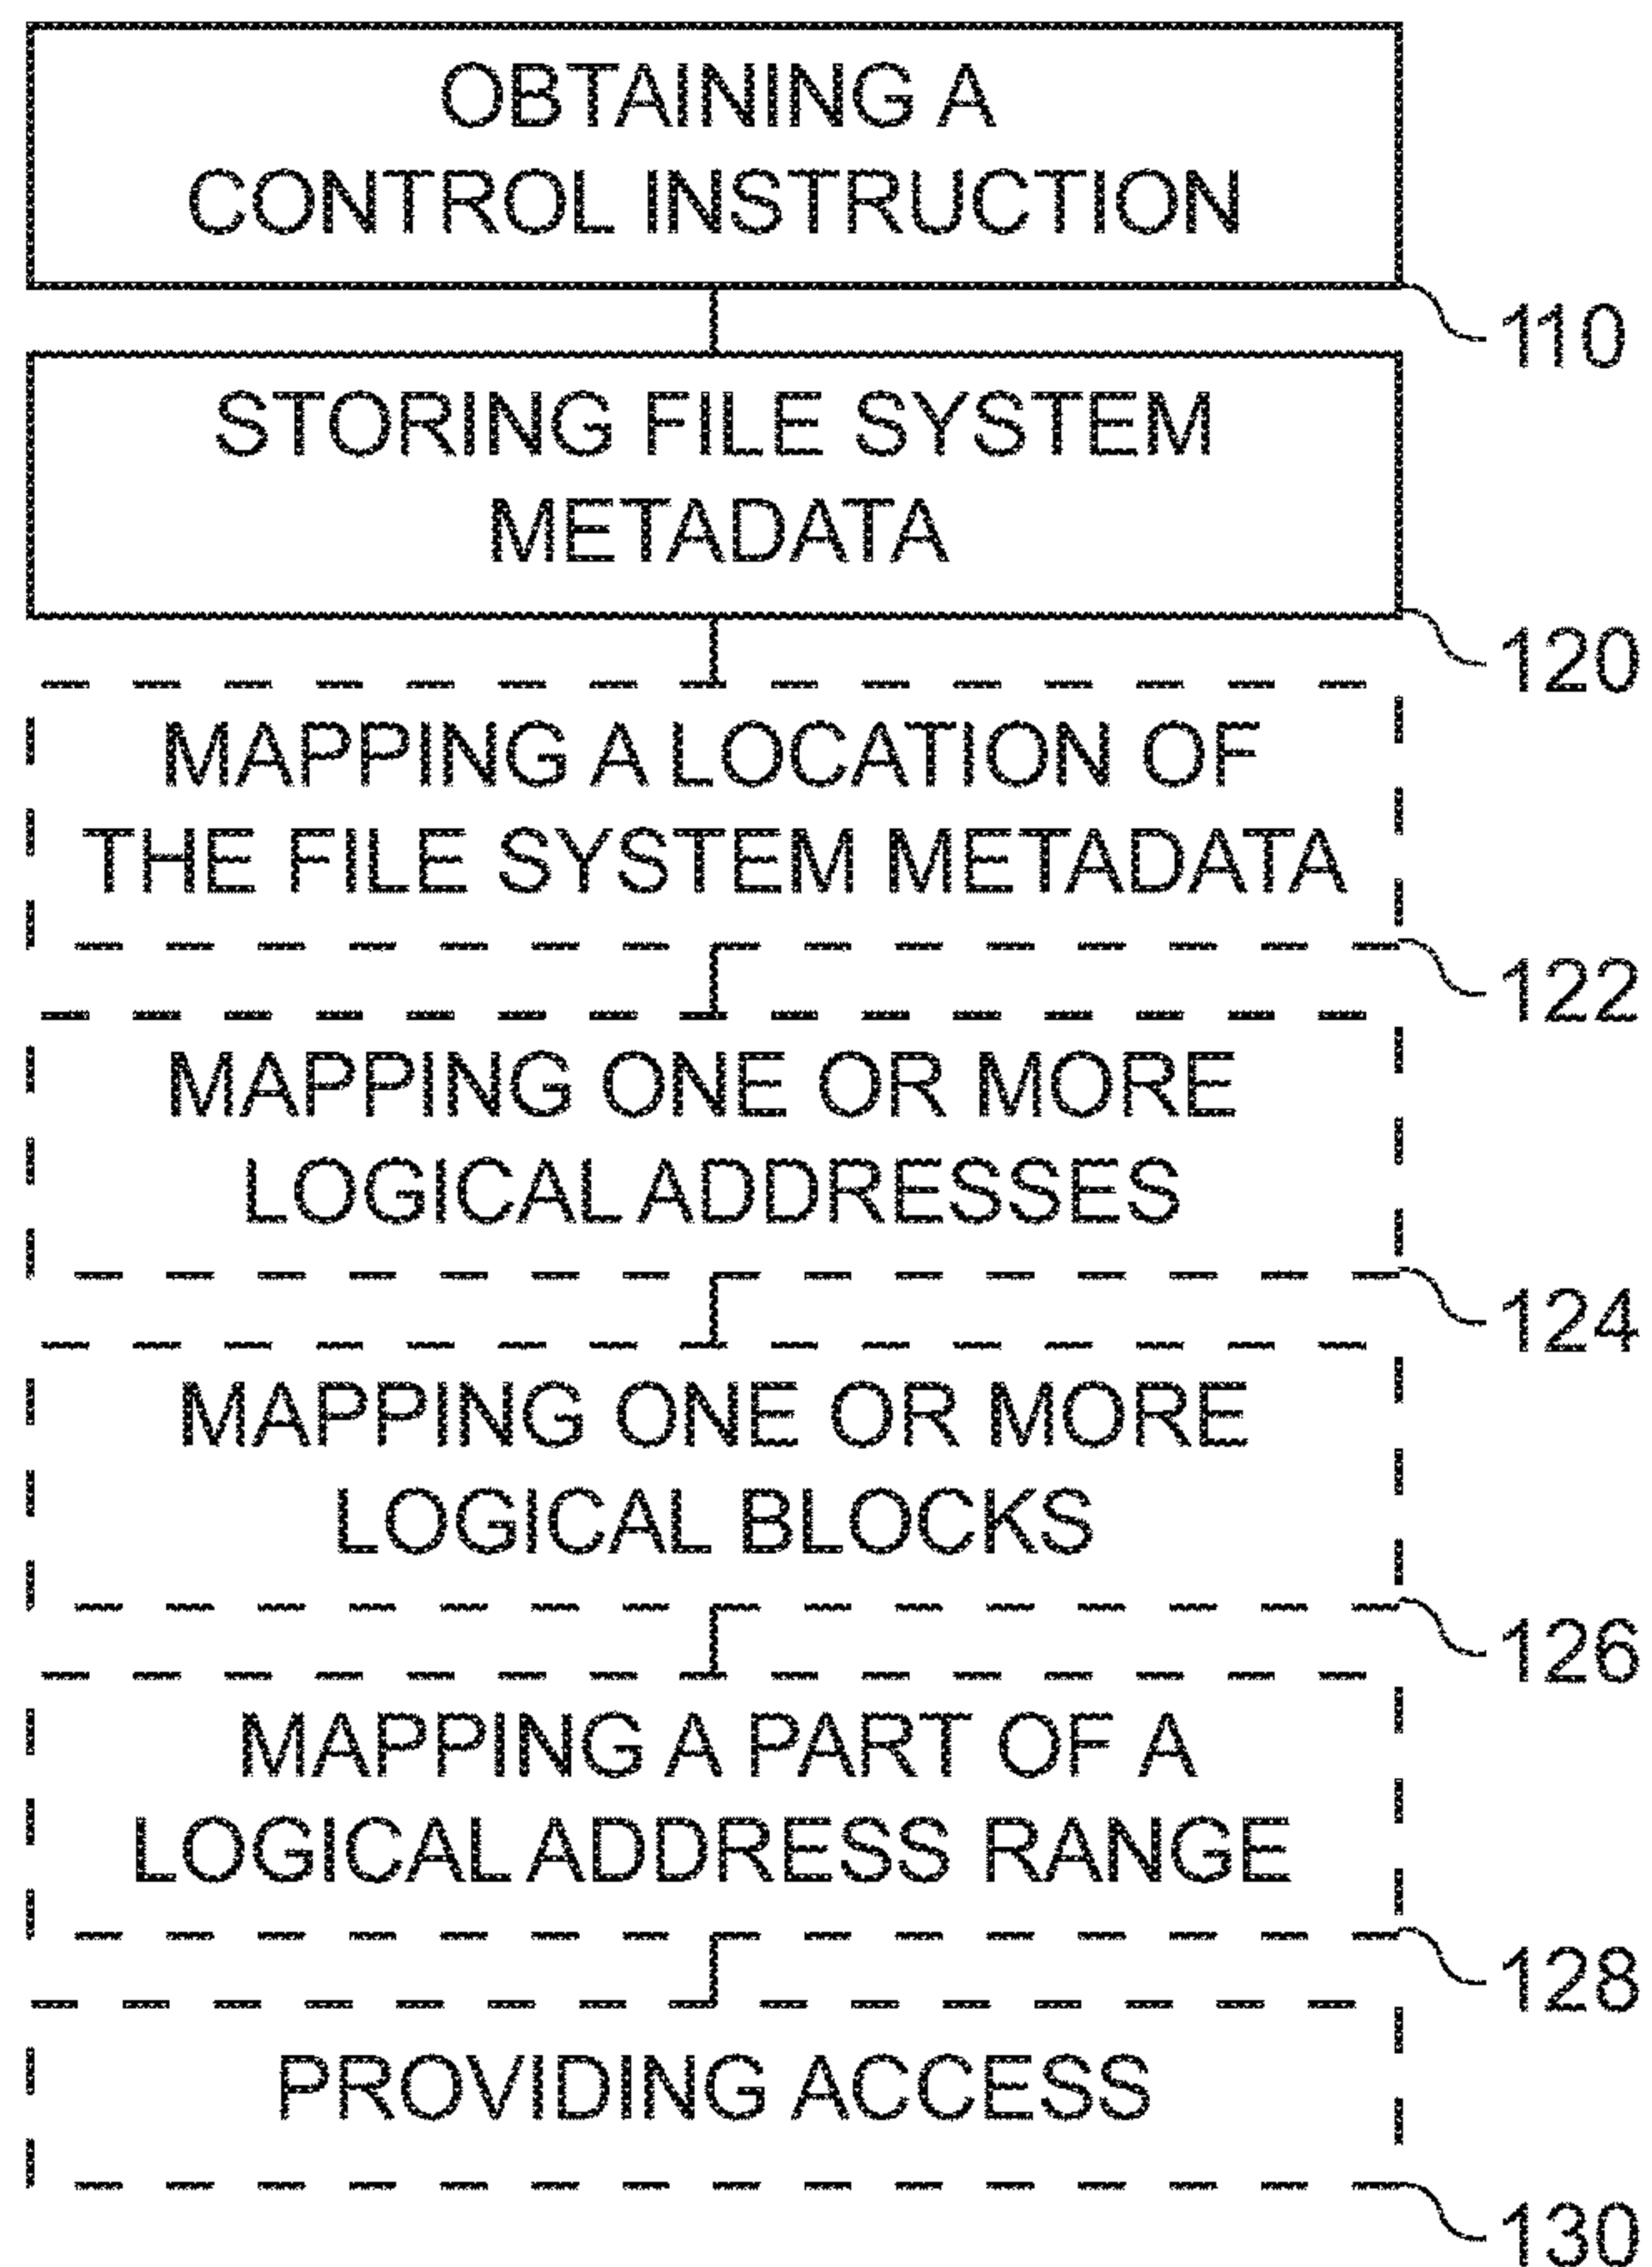 OBTAINING A
CONTROL INSTRUCTION
110
STORING FILE SYSTEM
METADATA
120
MAPPING A LOCATION OF
THE FILE SYSTEM METADATA
122
MAPPING ONE OR MORE
LOGICAL ADDRESSES
124
MAPPING ONE OR MORE
LOGICAL BLOCKS
126
MAPPING A PART OF A
LOGICAL ADDRESS RANGE
128
PROVIDING ACCESS
130